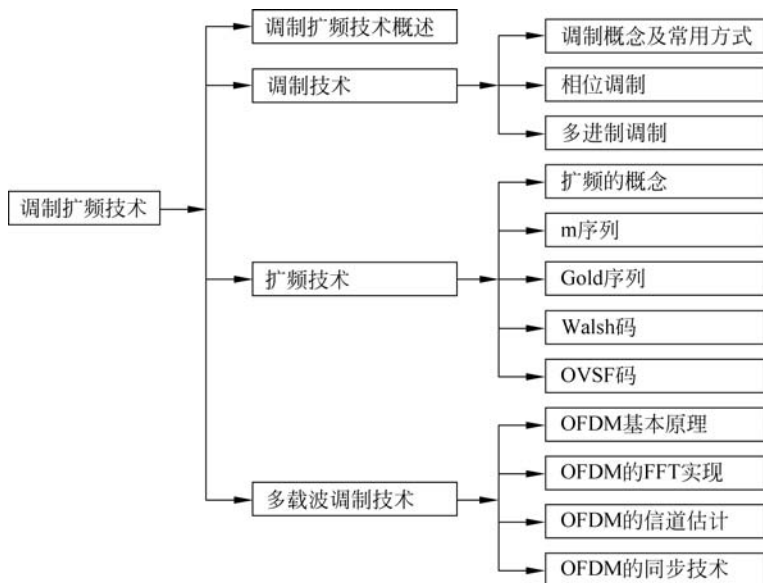 调制扩频技术
调制扩频技术概述
调制技术
调制概念及常用方式
相位调制
多进制调制
扩频技术
扩频的概念
m序列
Gold序列
Walsh码
OVSF码
多载波调制技术
OFDM基本原理
OFDM的FFT实现
OFDM的信道估计
OFDM的同步技术